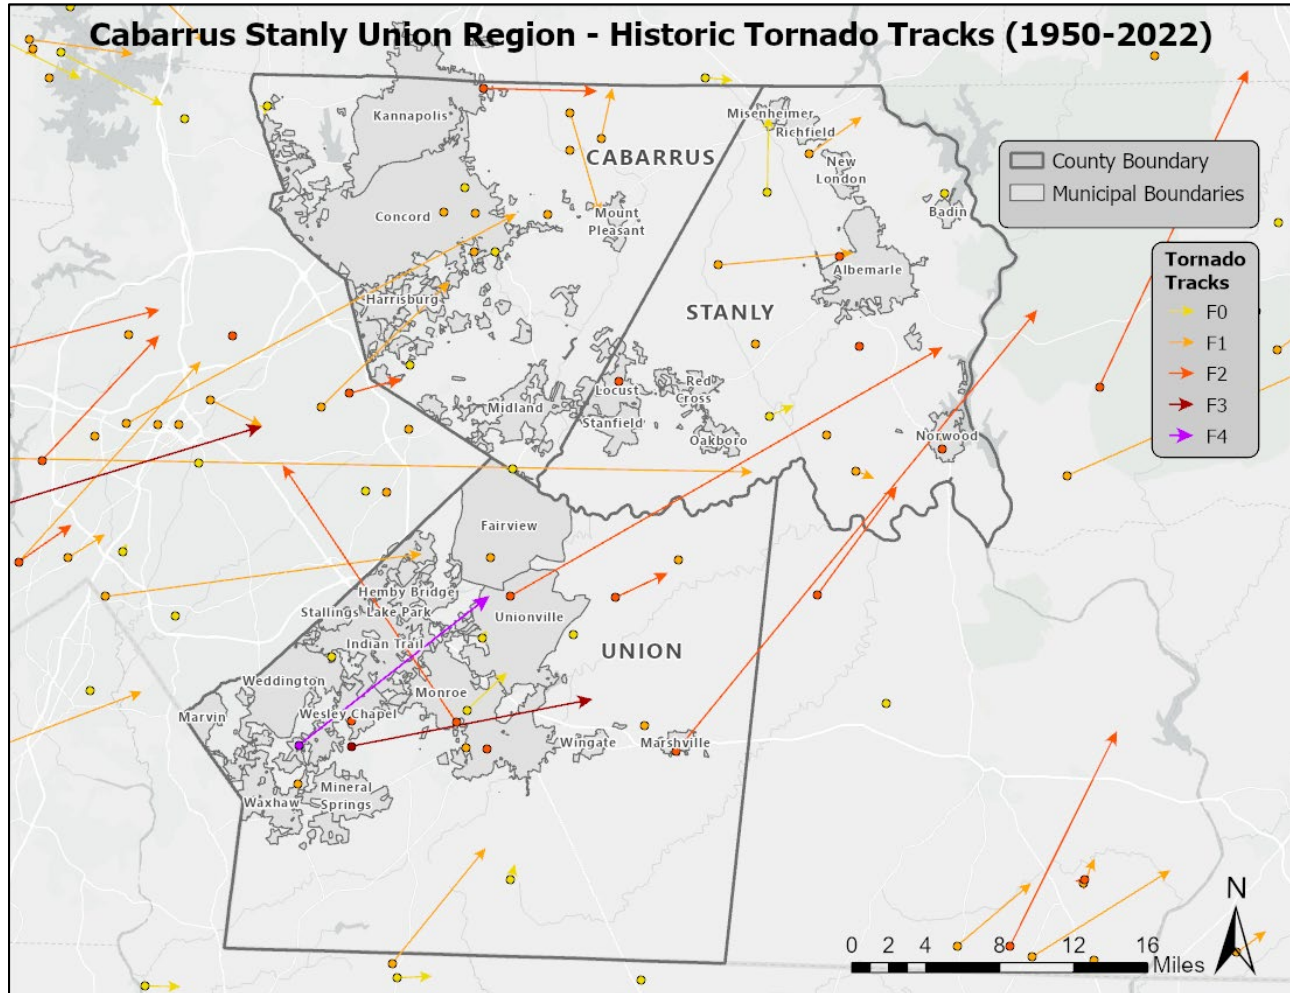 Cabarrus Stanly Union Region - Historic Tornado Tracks (1950-2022)
Kannapolis
Misenheimer
Richfield
CABARRUS
New
London
County Boundary
Municipal Boundaries
Concord
Mount
Pleasant
Badin
Tornado
Tracks
F0
F1
F2
F3
F4
Albemarle
Harrisburg
STANLY
Locust
Red
Cross
Midland
Stanfield
Oakboro
Norwood
Fairview
Hemby Bridge
Stallings
Lake Park
Unionville
Indian Trail
UNION
Weddington
Monroe
Marvin
Wesley Chapel
Wingate
Marshville
Mineral
Springs
Waxhaw
N
0 2 4 8 12 16
Miles